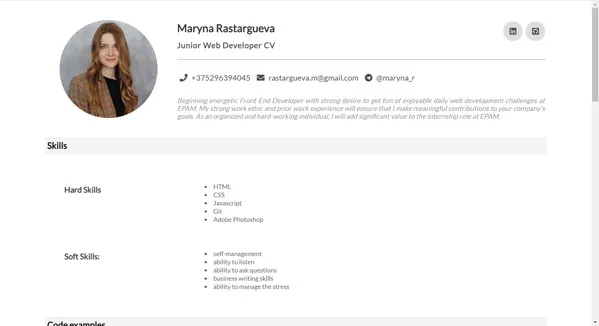 Maryna Rastargueva
Junior Web Developer CV
+375296394045 rastargueva.m@gmail.com @maryna_r
Beginning energetic Front-End Developer with strong desire to get ton of enjoyable daily web development challenges at
EPAM. My strong work ethic and prior work experience will ensure that I make meaningful contributions to your company's
goals. As an organized and hard-working individual, I will add significant value to the internship role at EPAM.
Skills
Hard Skills
• HTML
• CSS
• Javascript
• Git
• Adobe Photoshop
Soft Skills:
• self-management
• ability to listen
• ability to ask questions
• business writing skills
• ability to manage the stress
Code examples